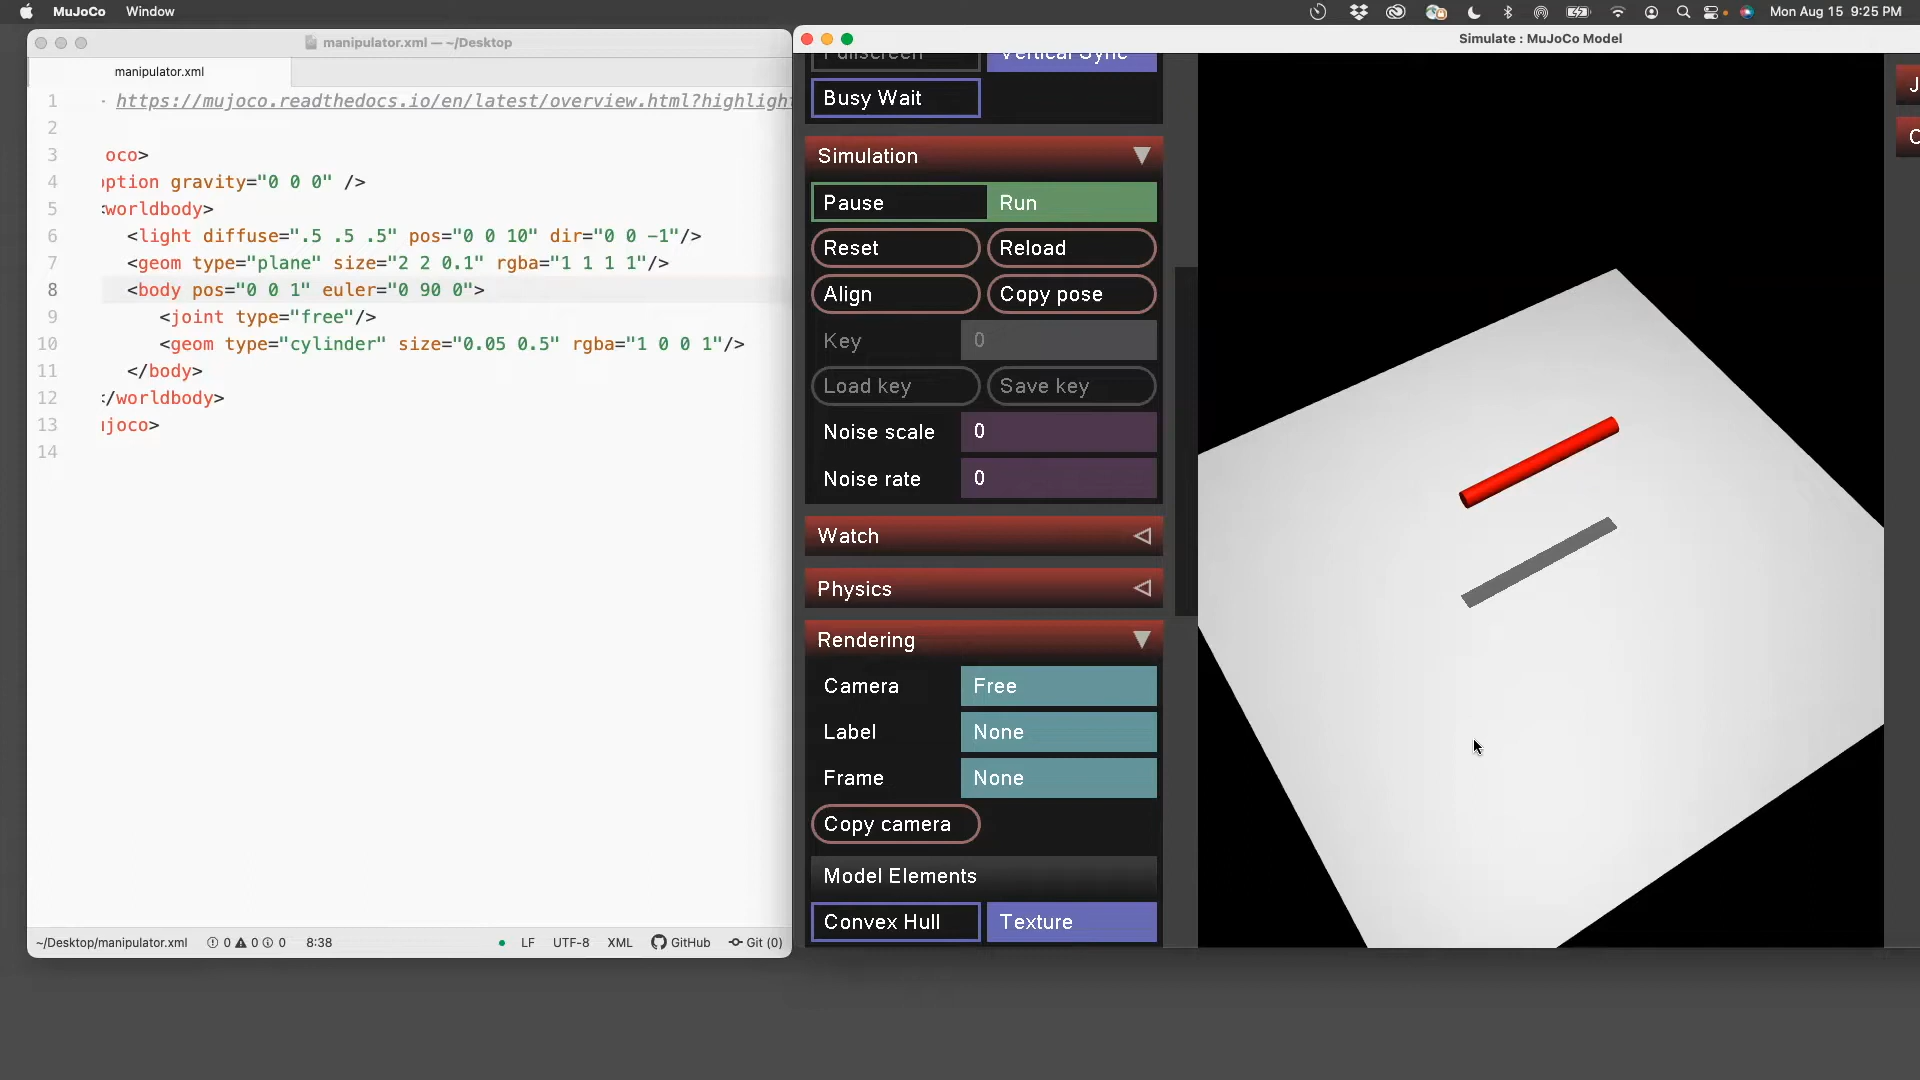 MuJoCo Window
Mon Aug 15 9:25 PM
manipulator.xml — ~/Desktop
manipulator.xml
1 - https://mujoco.readthedocs.io/en/latest/overview.html?highlight
2
3 oco>
4 option gravity="0 0 0" />
5 <worldbody>
6 <light diffuse=".5 .5 .5" pos="0 0 10" dir="0 0 -1"/>
7 <geom type="plane" size="2 2 0.1" rgba="1 1 1 1"/>
8 <body pos="0 0 1" euler="0 90 0">
9 <joint type="free"/>
10 <geom type="cylinder" size="0.05 0.5" rgba="1 0 0 1"/>
11 </body>
12 </worldbody>
13 ujoco>
14
~/Desktop/manipulator.xml 0 0 0 8:38 LF UTF-8 XML GitHub Git (0)
Simulate : MuJoCo Model
Fullscreen Vertical Sync
Busy Wait
Simulation
Pause Run
Reset Reload
Align Copy pose
Key 0
Load key Save key
Noise scale 0
Noise rate 0
Watch
Physics
Rendering
Camera Free
Label None
Frame None
Copy camera
Model Elements
Convex Hull Texture
J
C